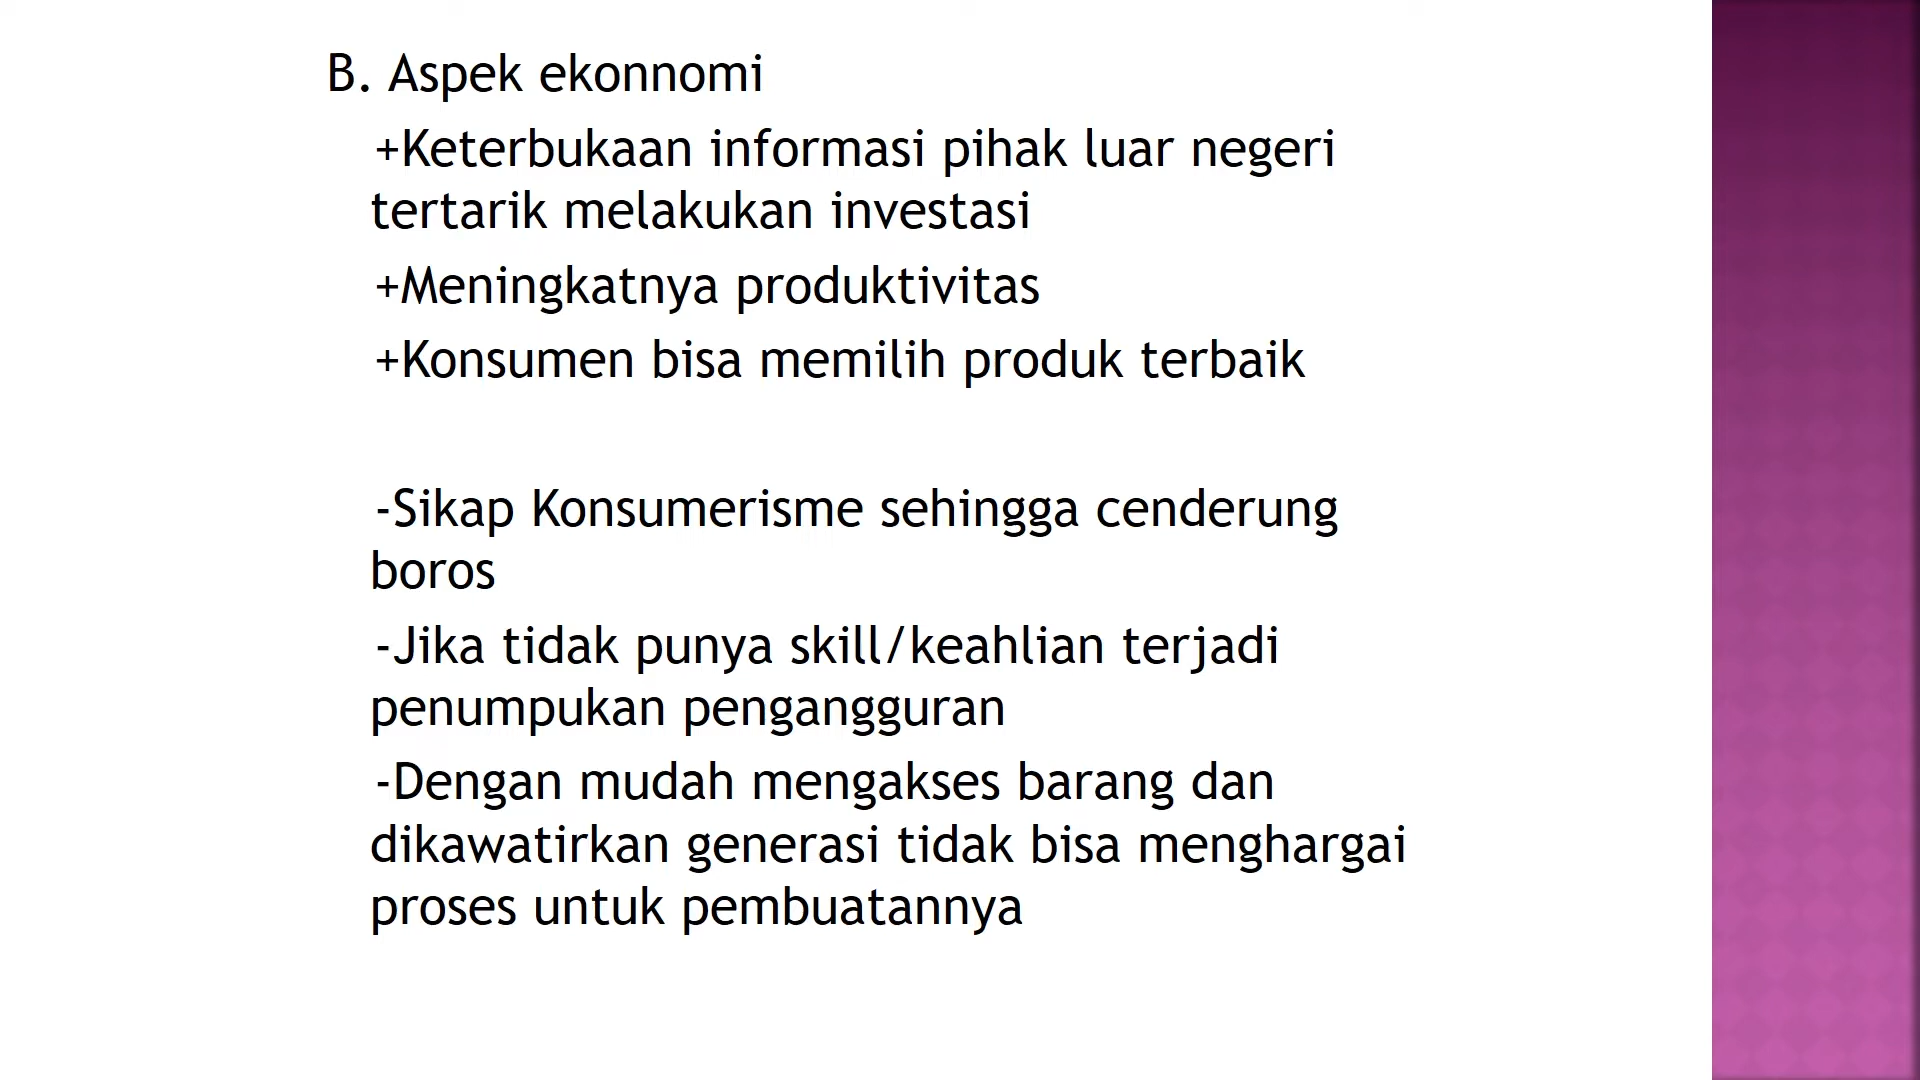 B. Aspek ekonnomi
+Keterbukaan informasi pihak luar negeri
tertarik melakukan investasi
+Meningkatnya produktivitas
+Konsumen bisa memilih produk terbaik
-Sikap Konsumerisme sehingga cenderung
boros
-Jika tidak punya skill/keahlian terjadi
penumpukan pengangguran
-Dengan mudah mengakses barang dan
dikawatirkan generasi tidak bisa menghargai
proses untuk pembuatannya